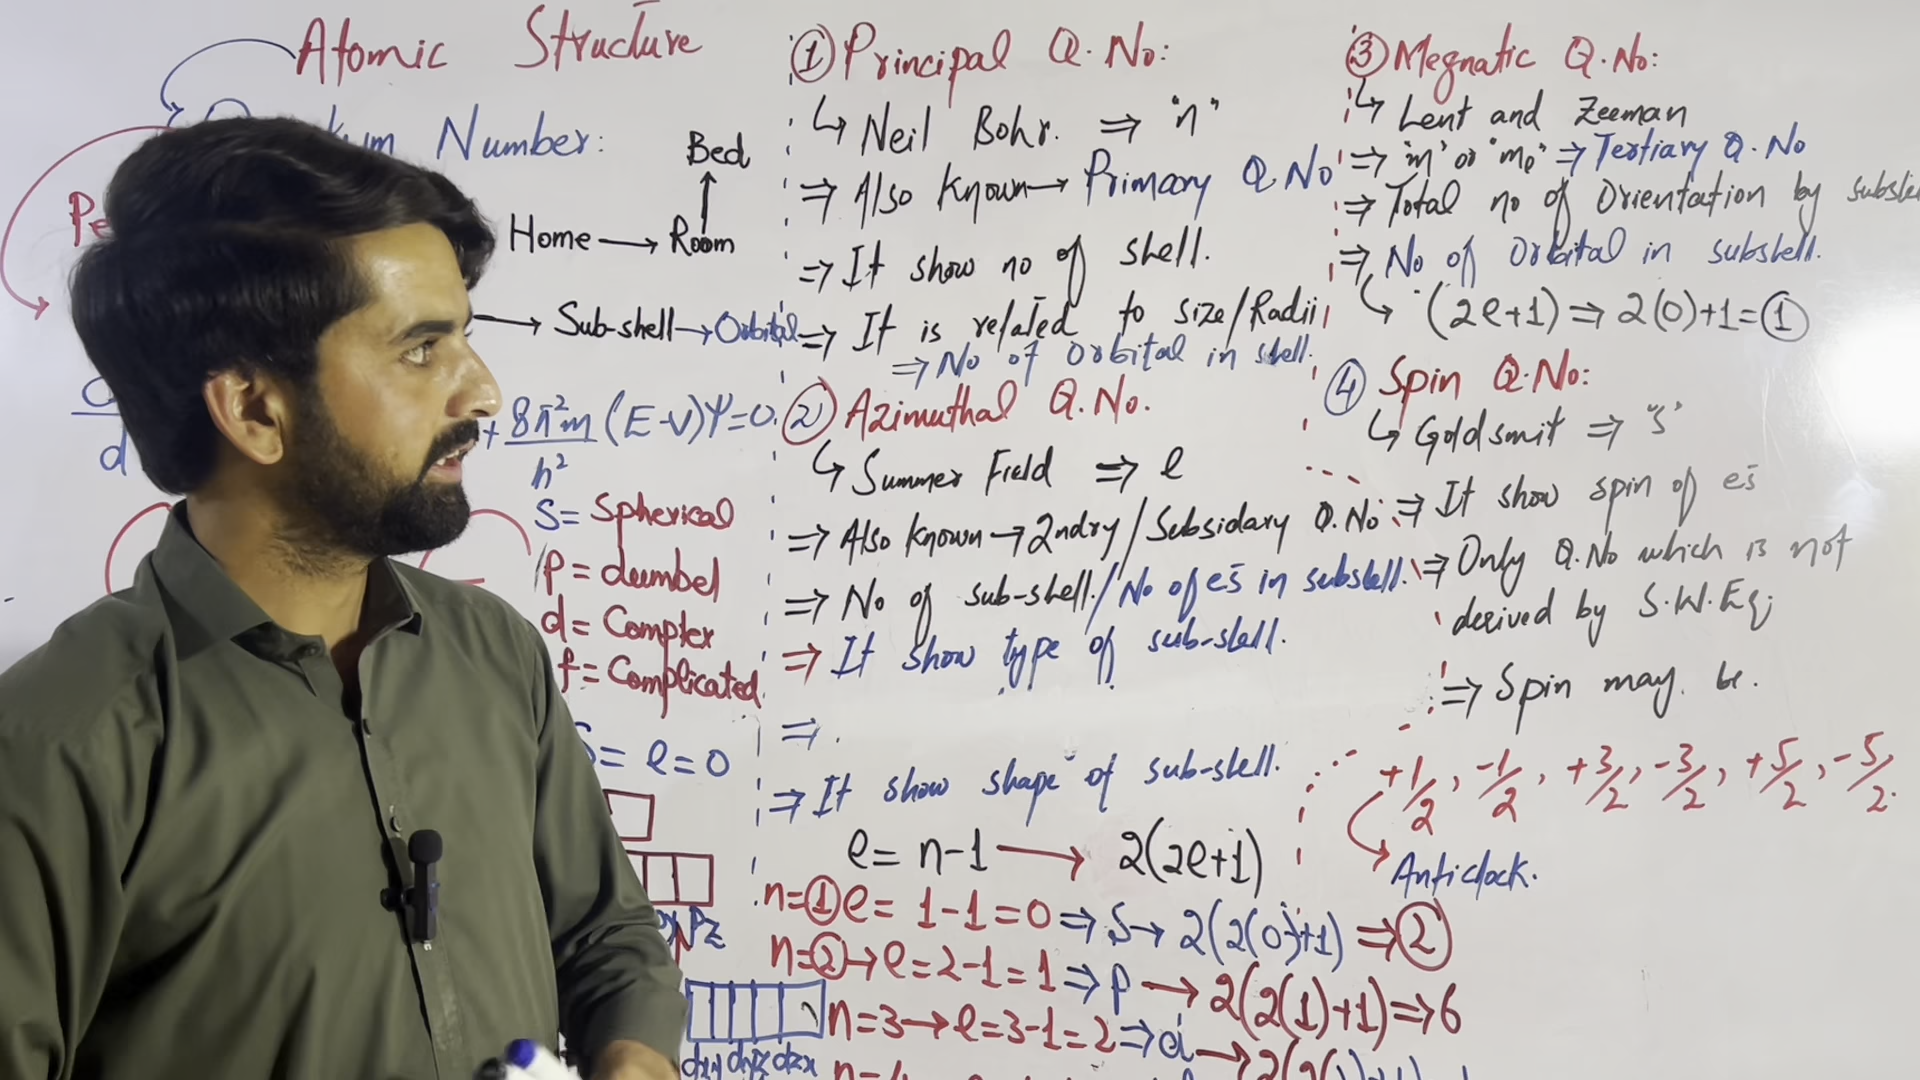 Atomic Structure
Number:
Bed
Home → Room
→ Sub-shell → Orbital
+ 8π²m/h² (E-V)Ψ=0
S= Spherical
P= dumbel
d= Complex
f= Complicated
S= l=0
Pz
dxy dyz dzx
① Principal Q.No:
↳ Neil Bohr. ⇒ "n"
⇒ Also known → Primary Q.No
⇒ It show no of shell.
⇒ It is related to size/Radii
⇒ No of orbital in shell.
② Azimuthal Q.No.
↳ Summer Field ⇒ l
⇒ Also known → 2ndry/Subsidary Q.No
⇒ No of sub-shell./No of es in subshell.
⇒ It show type of sub-shell.
⇒.
⇒ It show shape of sub-shell.
l= n-1 → 2(2l+1)
n=① l= 1-1=0 ⇒ S → 2(2(0)+1) ⇒ ②
n=② → l=2-1=1 ⇒ p → 2(2(1)+1) ⇒ 6
n=3 → l=3-1=2 ⇒ d →
③ Megnatic Q.No:
↳ Lent and Zeeman
⇒ "m" or "ml" ⇒ Tertiary Q.No
⇒ Total no of Orientation by
⇒ No of orbital in subshell.
↳ (2l+1) ⇒ 2(0)+1=①
④ Spin Q.No:
↳ Goldsmit ⇒ "s"
⇒ It show spin of es
⇒ Only Q.No which is not
derived by S.W.Eq;
⇒ Spin may be.
+1/2, -1/2, +3/2, -3/2, +5/2, -5/2.
Anticlock.